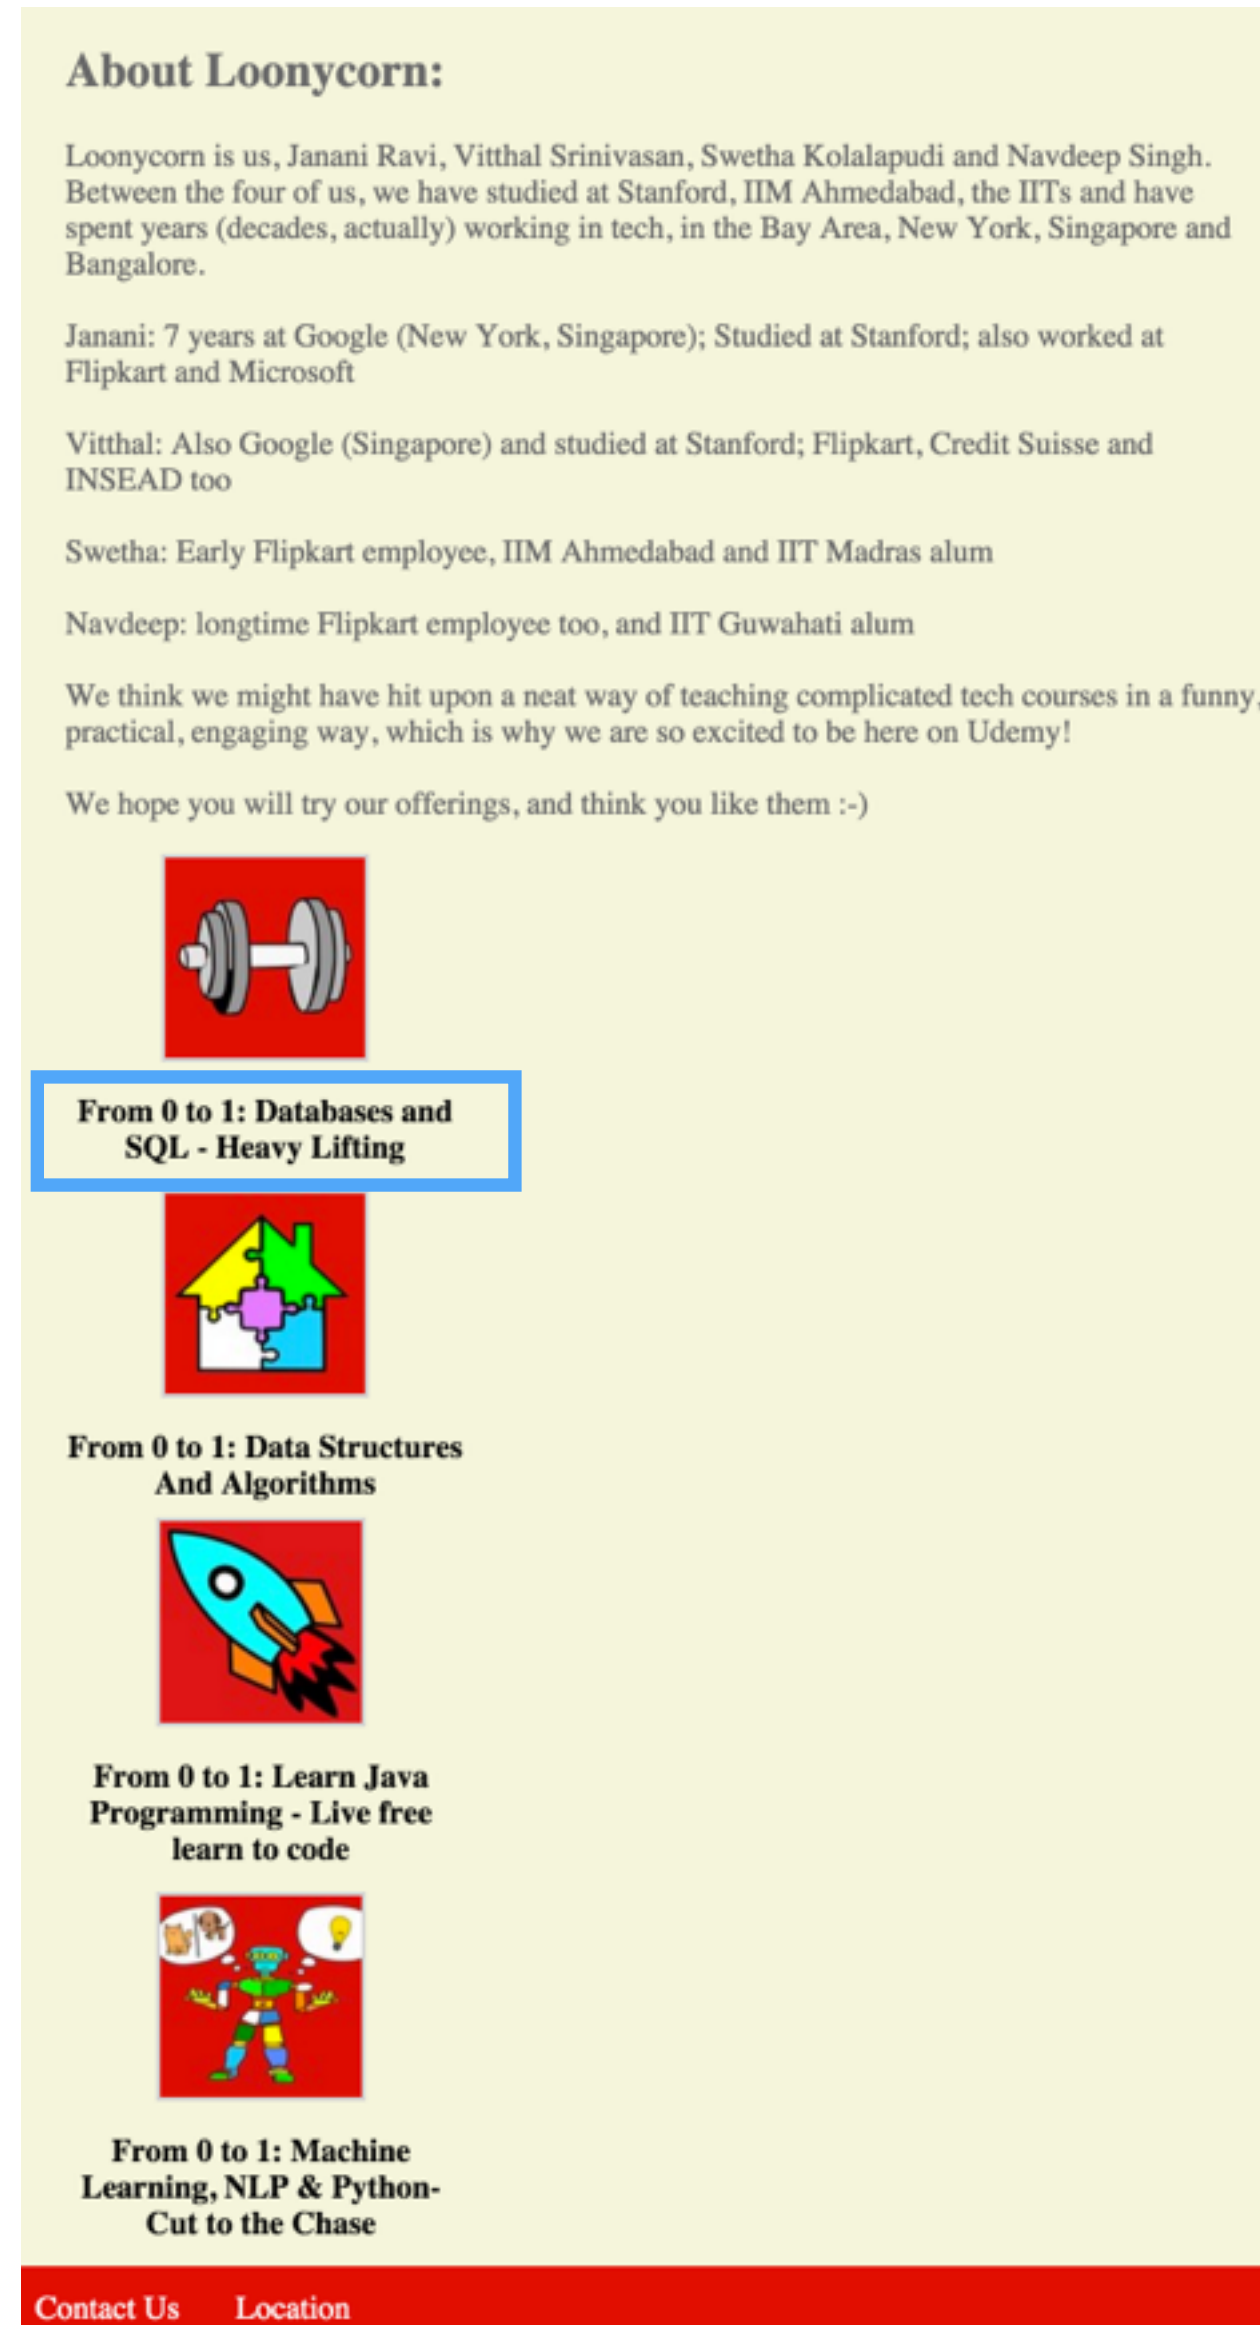 About Loonycorn:
Loonycorn is us, Janani Ravi, Vitthal Srinivasan, Swetha Kolalapudi and Navdeep Singh.
Between the four of us, we have studied at Stanford, IIM Ahmedabad, the IITs and have
spent years (decades, actually) working in tech, in the Bay Area, New York, Singapore and
Bangalore.
Janani: 7 years at Google (New York, Singapore); Studied at Stanford; also worked at
Flipkart and Microsoft
Vitthal: Also Google (Singapore) and studied at Stanford; Flipkart, Credit Suisse and
INSEAD too
Swetha: Early Flipkart employee, IIM Ahmedabad and IIT Madras alum
Navdeep: longtime Flipkart employee too, and IIT Guwahati alum
We think we might have hit upon a neat way of teaching complicated tech courses in a funny,
practical, engaging way, which is why we are so excited to be here on Udemy!
We hope you will try our offerings, and think you like them :-)
From 0 to 1: Databases and
SQL - Heavy Lifting
From 0 to 1: Data Structures
And Algorithms
From 0 to 1: Learn Java
Programming - Live free
learn to code
From 0 to 1: Machine
Learning, NLP & Python-
Cut to the Chase
Contact Us Location